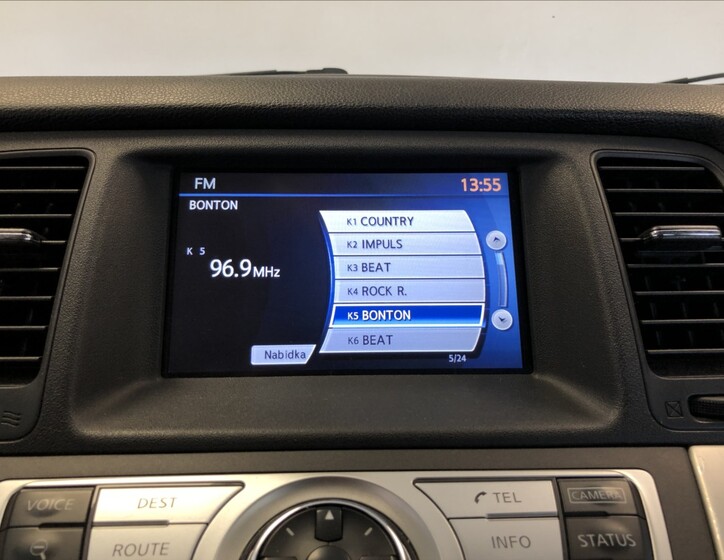 FM 13:55
BONTON
K1 COUNTRY
K2 IMPULS
K 5
K3 BEAT
96.9MHz
K4 ROCK R.
K5 BONTON
K6 BEAT
Nabídka
5/24
VOICE DEST TEL CAMERA
ROUTE INFO STATUS